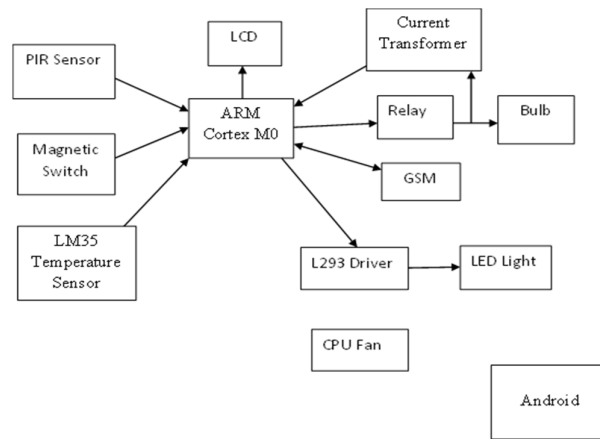 LCD
Current
Transformer
PIR Sensor
ARM
Cortex M0
Relay
Bulb
Magnetic
Switch
GSM
LM35
Temperature
Sensor
L293 Driver
LED Light
CPU Fan
Android